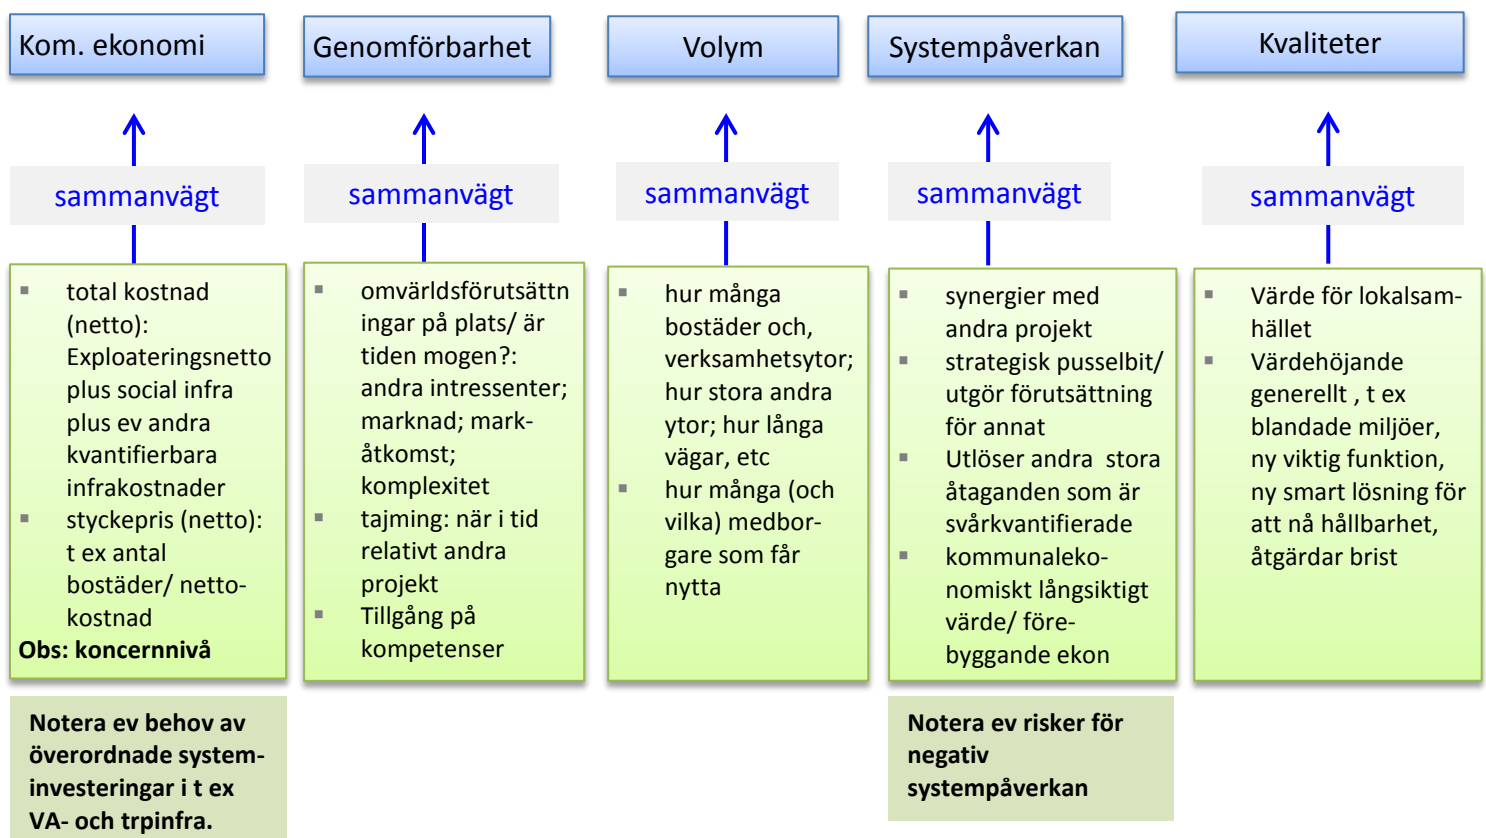 Kom. ekonomi
Genomförbarhet
Volym
Systempåverkan
Kvaliteter
sammanvägt
sammanvägt
sammanvägt
sammanvägt
sammanvägt
▪ total kostnad
(netto):
Exploateringsnetto
plus social infra
plus ev andra
kvantifierbara
infrakostnader
▪ styckepris (netto):
t ex antal
bostäder/ netto-
kostnad
Obs: koncernnivå
▪ omvärldsförutsättn
ingar på plats/ är
tiden mogen?:
andra intressenter;
marknad; mark-
åtkomst;
komplexitet
▪ tajming: när i tid
relativt andra
projekt
▪ Tillgång på
kompetenser
▪ hur många
bostäder och,
verksamhetsytor;
hur stora andra
ytor; hur långa
vägar, etc
▪ hur många (och
vilka) medbor-
gare som får
nytta
▪ synergier med
andra projekt
▪ strategisk pusselbit/
utgör förutsättning
för annat
▪ Utlöser andra  stora
åtaganden som är
svårkvantifierade
▪ kommunaleko-
nomiskt långsiktigt
värde/ före-
byggande ekon
▪ Värde för lokalsam-
hället
▪ Värdehöjande
generellt , t ex
blandade miljöer,
ny viktig funktion,
ny smart lösning för
att nå hållbarhet,
åtgärdar brist
Notera ev behov av
överordnade system-
investeringar i t ex
VA- och trpinfra.
Notera ev risker för
negativ
systempåverkan